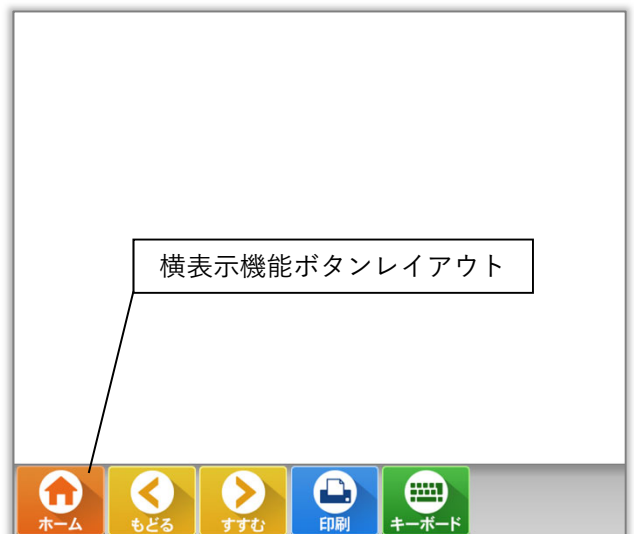 横表示機能ボタンレイアウト
ホーム
もどる
すすむ
印刷
キーボード